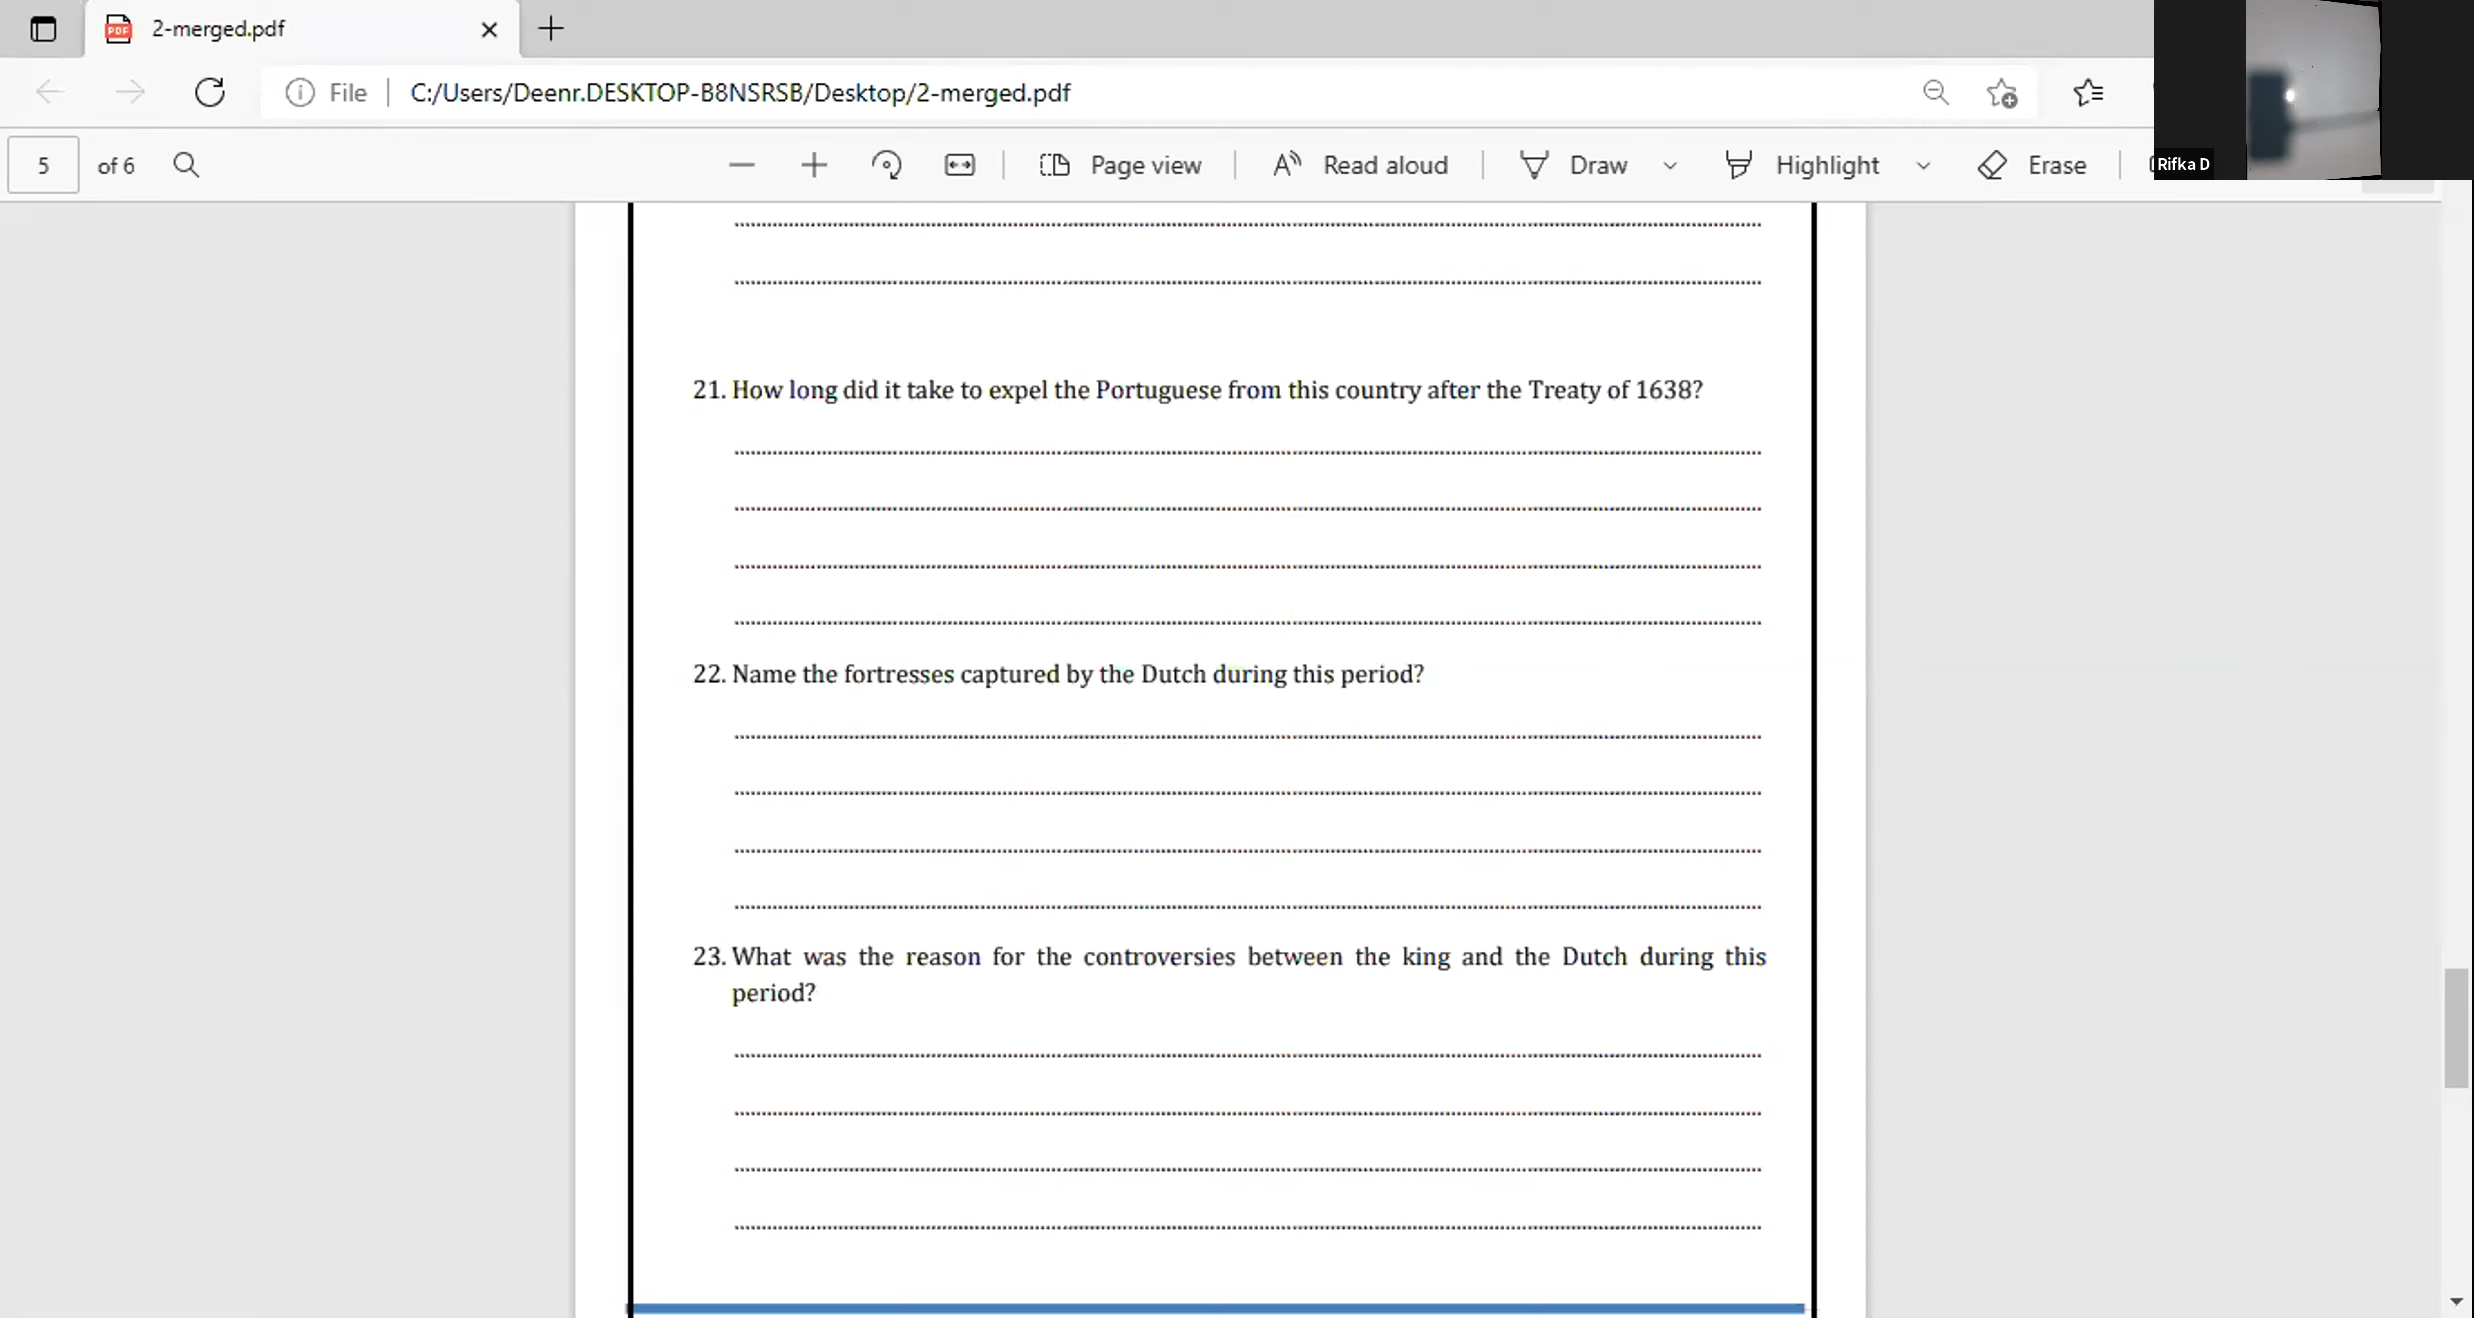 2-merged.pdf
File
C:/Users/Deenr.DESKTOP-B8NSRSB/Desktop/2-merged.pdf
5 of 6
Page view
Read aloud
Draw
Highlight
Erase
Rifka D
21. How long did it take to expel the Portuguese from this country after the Treaty of 1638?
22. Name the fortresses captured by the Dutch during this period?
23. What was the reason for the controversies between the king and the Dutch during this
period?